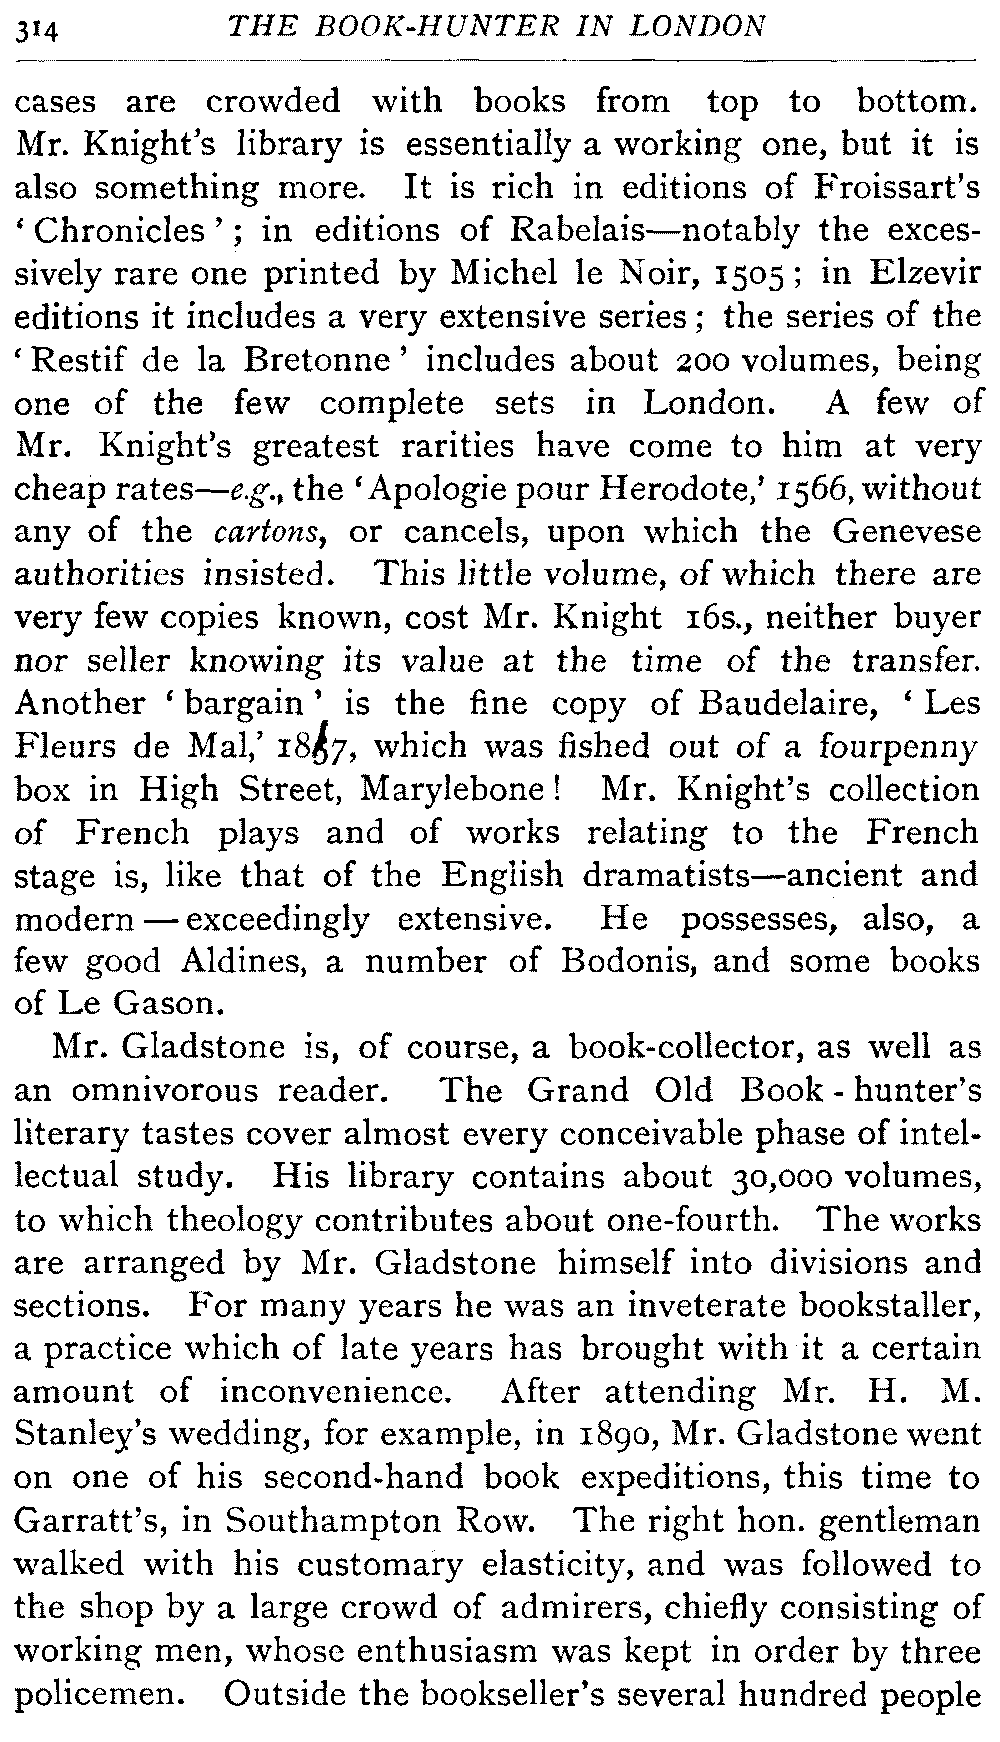 314 THE BOOK-HUNTER IN LONDON
cases are crowded with books from top to bottom.
Mr. Knight's library is essentially a working one, but it is
also something more. It is rich in editions of Froissart's
‘ Chronicles ’ ; in editions of Rabelais—notably the exces-
sively rare one printed by Michel le Noir, 1505 ; in Elzevir
editions it includes a very extensive series ; the series of the
‘ Restif de la Bretonne ’ includes about 200 volumes, being
one of the few complete sets in London. A few of
Mr. Knight's greatest rarities have come to him at very
cheap rates—e.g., the ‘ Apologie pour Herodote,’ 1566, without
any of the cartons, or cancels, upon which the Genevese
authorities insisted. This little volume, of which there are
very few copies known, cost Mr. Knight 16s., neither buyer
nor seller knowing its value at the time of the transfer.
Another ‘ bargain ’ is the fine copy of Baudelaire, ‘ Les
Fleurs de Mal,’ which was fished out of a fourpenny
box in High Street, Marylebone ! Mr. Knight's collection
of French plays and of works relating to the French
stage is, like that of the English dramatists—ancient and
modern — exceedingly extensive. He possesses, also, a
few good Aldines, a number of Bodonis, and some books
of Le Gason.
Mr. Gladstone is, of course, a book-collector, as well as
an omnivorous reader. The Grand Old Book - hunter's
literary tastes cover almost every conceivable phase of intel-
lectual study. His library contains about 30,000 volumes,
to which theology contributes about one-fourth. The works
are arranged by Mr. Gladstone himself into divisions and
sections. For many years he was an inveterate bookstaller,
a practice which of late years has brought with it a certain
amount of inconvenience. After attending Mr. H. M.
Stanley's wedding, for example, in 1890, Mr. Gladstone went
on one of his second-hand book expeditions, this time to
Garratt's, in Southampton Row. The right hon. gentleman
walked with his customary elasticity, and was followed to
the shop by a large crowd of admirers, chiefly consisting of
working men, whose enthusiasm was kept in order by three
policemen. Outside the bookseller's several hundred people